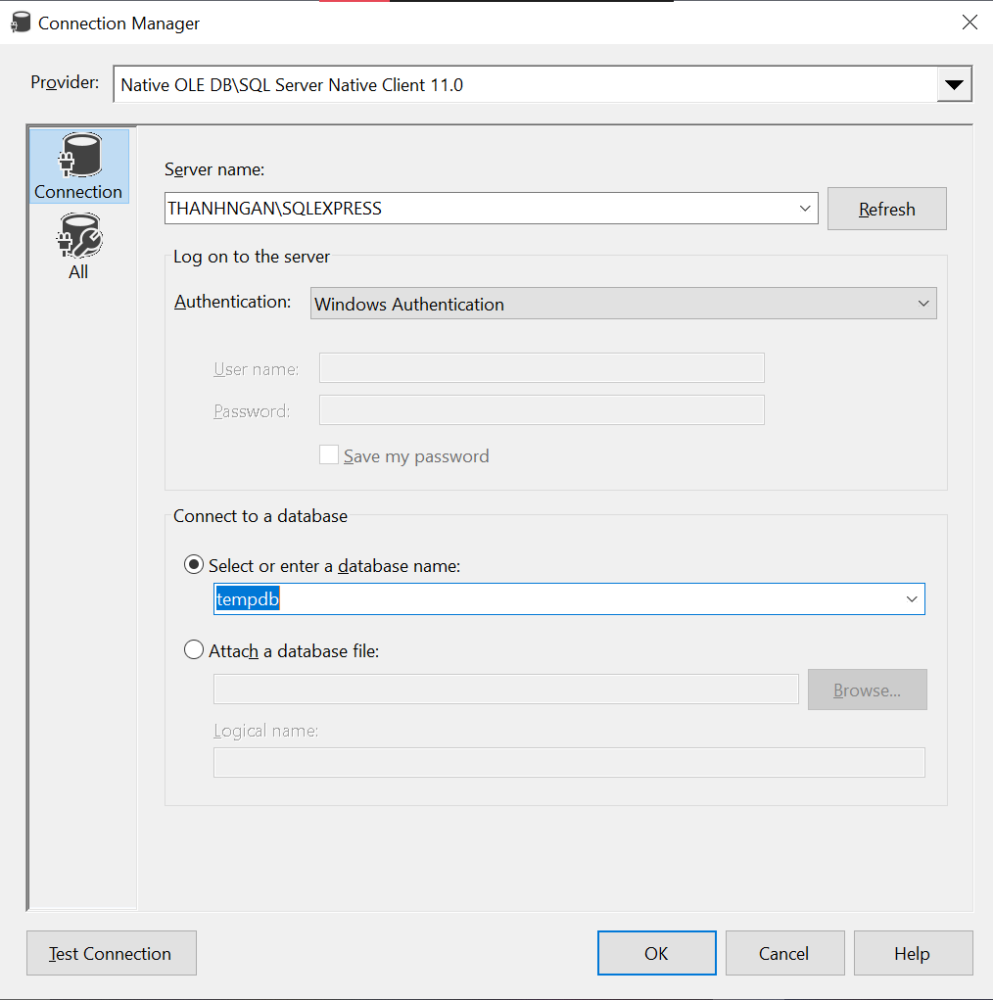 Connection Manager
Provider: Native OLE DB\SQL Server Native Client 11.0
Connection
All
Server name:
THANHNGAN\SQLEXPRESS
Refresh
Log on to the server
Authentication: Windows Authentication
User name:
Password:
Save my password
Connect to a database
Select or enter a database name:
tempdb
Attach a database file:
Browse...
Logical name:
Test Connection OK Cancel Help